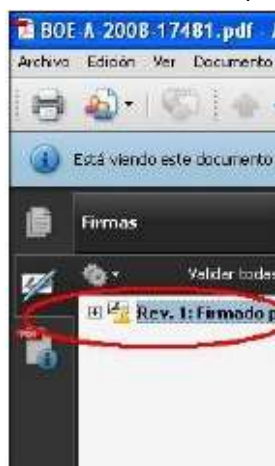 BOE-A-2008-17481.pdf - A
Archivo Edición Ver Documento
Está viendo este documento
Firmas
Validar todas
Rev. 1: Firmado p